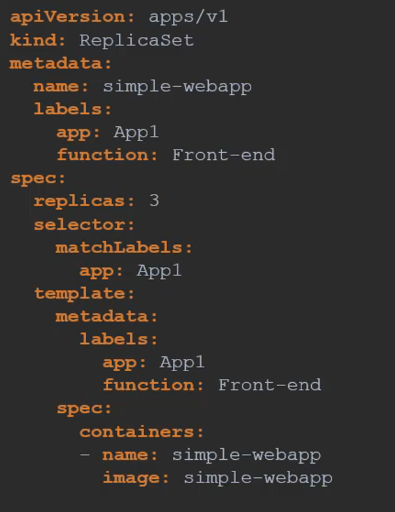 apiVersion: apps/v1
kind: ReplicaSet
metadata:
  name: simple-webapp
  labels:
    app: App1
    function: Front-end
spec:
  replicas: 3
  selector:
    matchLabels:
      app: App1
  template:
    metadata:
      labels:
        app: App1
        function: Front-end
    spec:
      containers:
      - name: simple-webapp
        image: simple-webapp